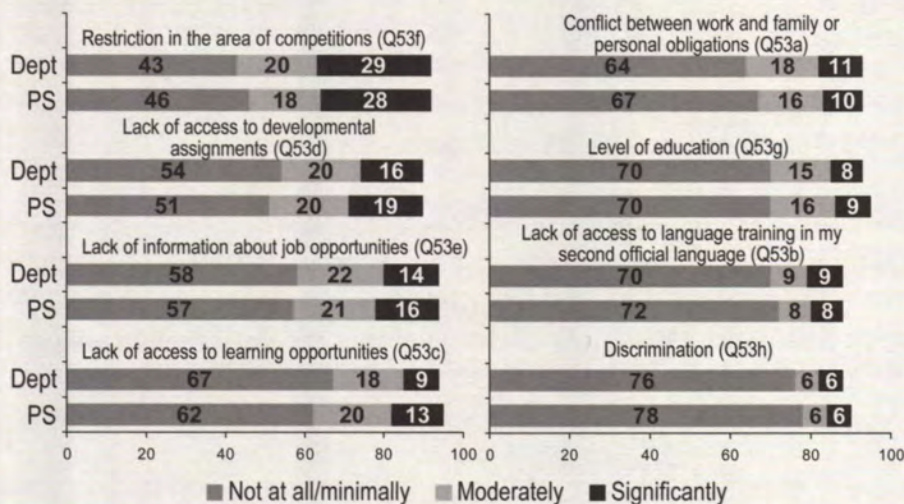 Restriction in the area of competitions (Q53f)
Dept 43 20 29
PS 46 18 28
Lack of access to developmental
assignments (Q53d)
Dept 54 20 16
PS 51 20 19
Lack of information about job opportunities (Q53e)
Dept 58 22 14
PS 57 21 16
Lack of access to learning opportunities (Q53c)
Dept 67 18 9
PS 62 20 13
0 20 40 60 80 100
Conflict between work and family or
personal obligations (Q53a)
64 18 11
67 16 10
Level of education (Q53g)
70 15 8
70 16 9
Lack of access to language training in my
second official language (Q53b)
70 9 9
72 8 8
Discrimination (Q53h)
76 6 6
78 6 6
0 20 40 60 80 100
Not at all/minimally Moderately Significantly